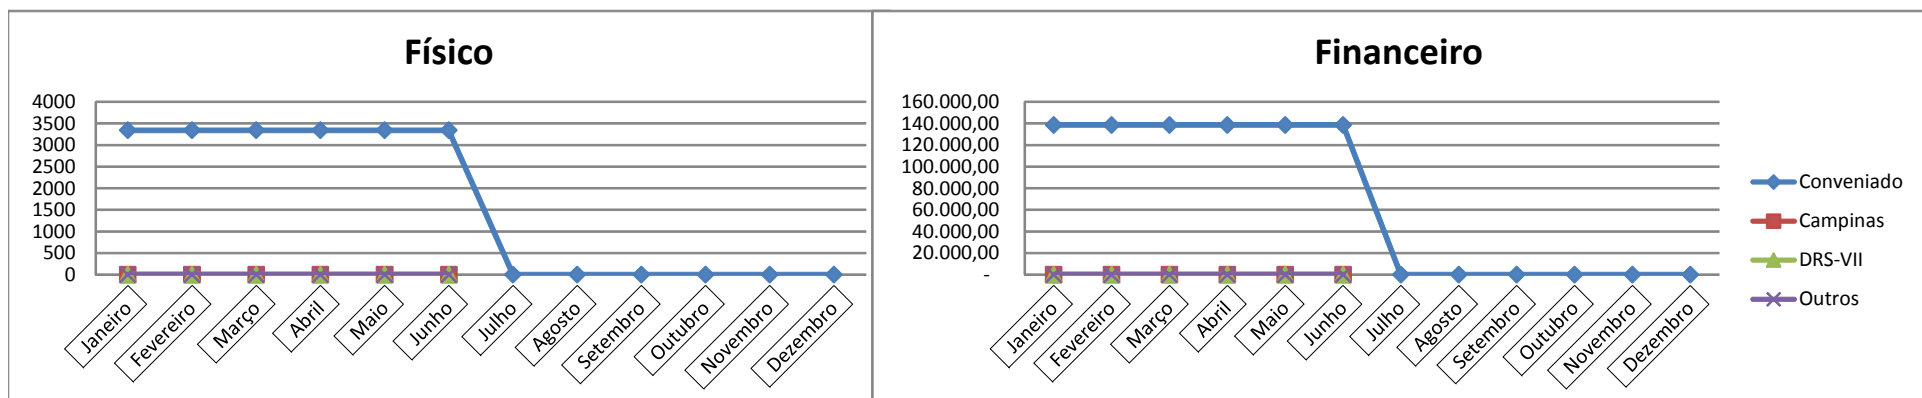 Físico
4000
3500
3000
2500
2000
1500
1000
500
0
Janeiro
Fevereiro
Março
Abril
Maio
Junho
Julho
Agosto
Setembro
Outubro
Novembro
Dezembro
Financeiro
160.000,00
140.000,00
120.000,00
100.000,00
80.000,00
60.000,00
40.000,00
20.000,00
-
Janeiro
Fevereiro
Março
Abril
Maio
Junho
Julho
Agosto
Setembro
Outubro
Novembro
Dezembro
Conveniado
Campinas
DRS-VII
Outros